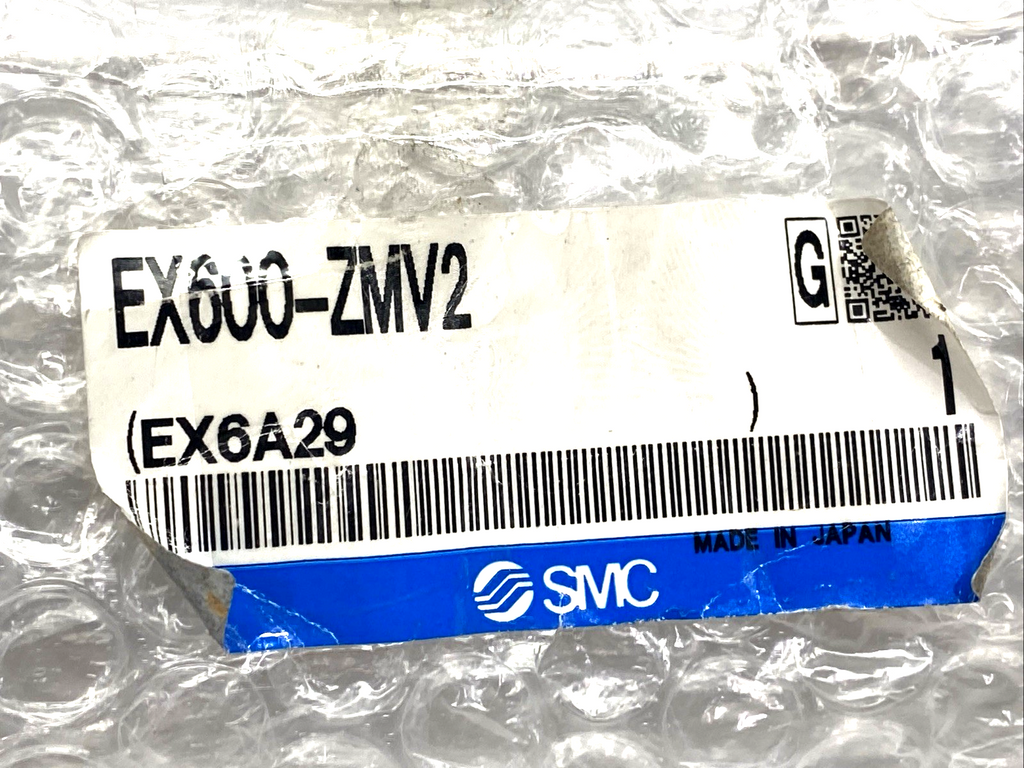 EX600-ZMV2
G
1
(EX6A29 )
MADE IN JAPAN
SMC